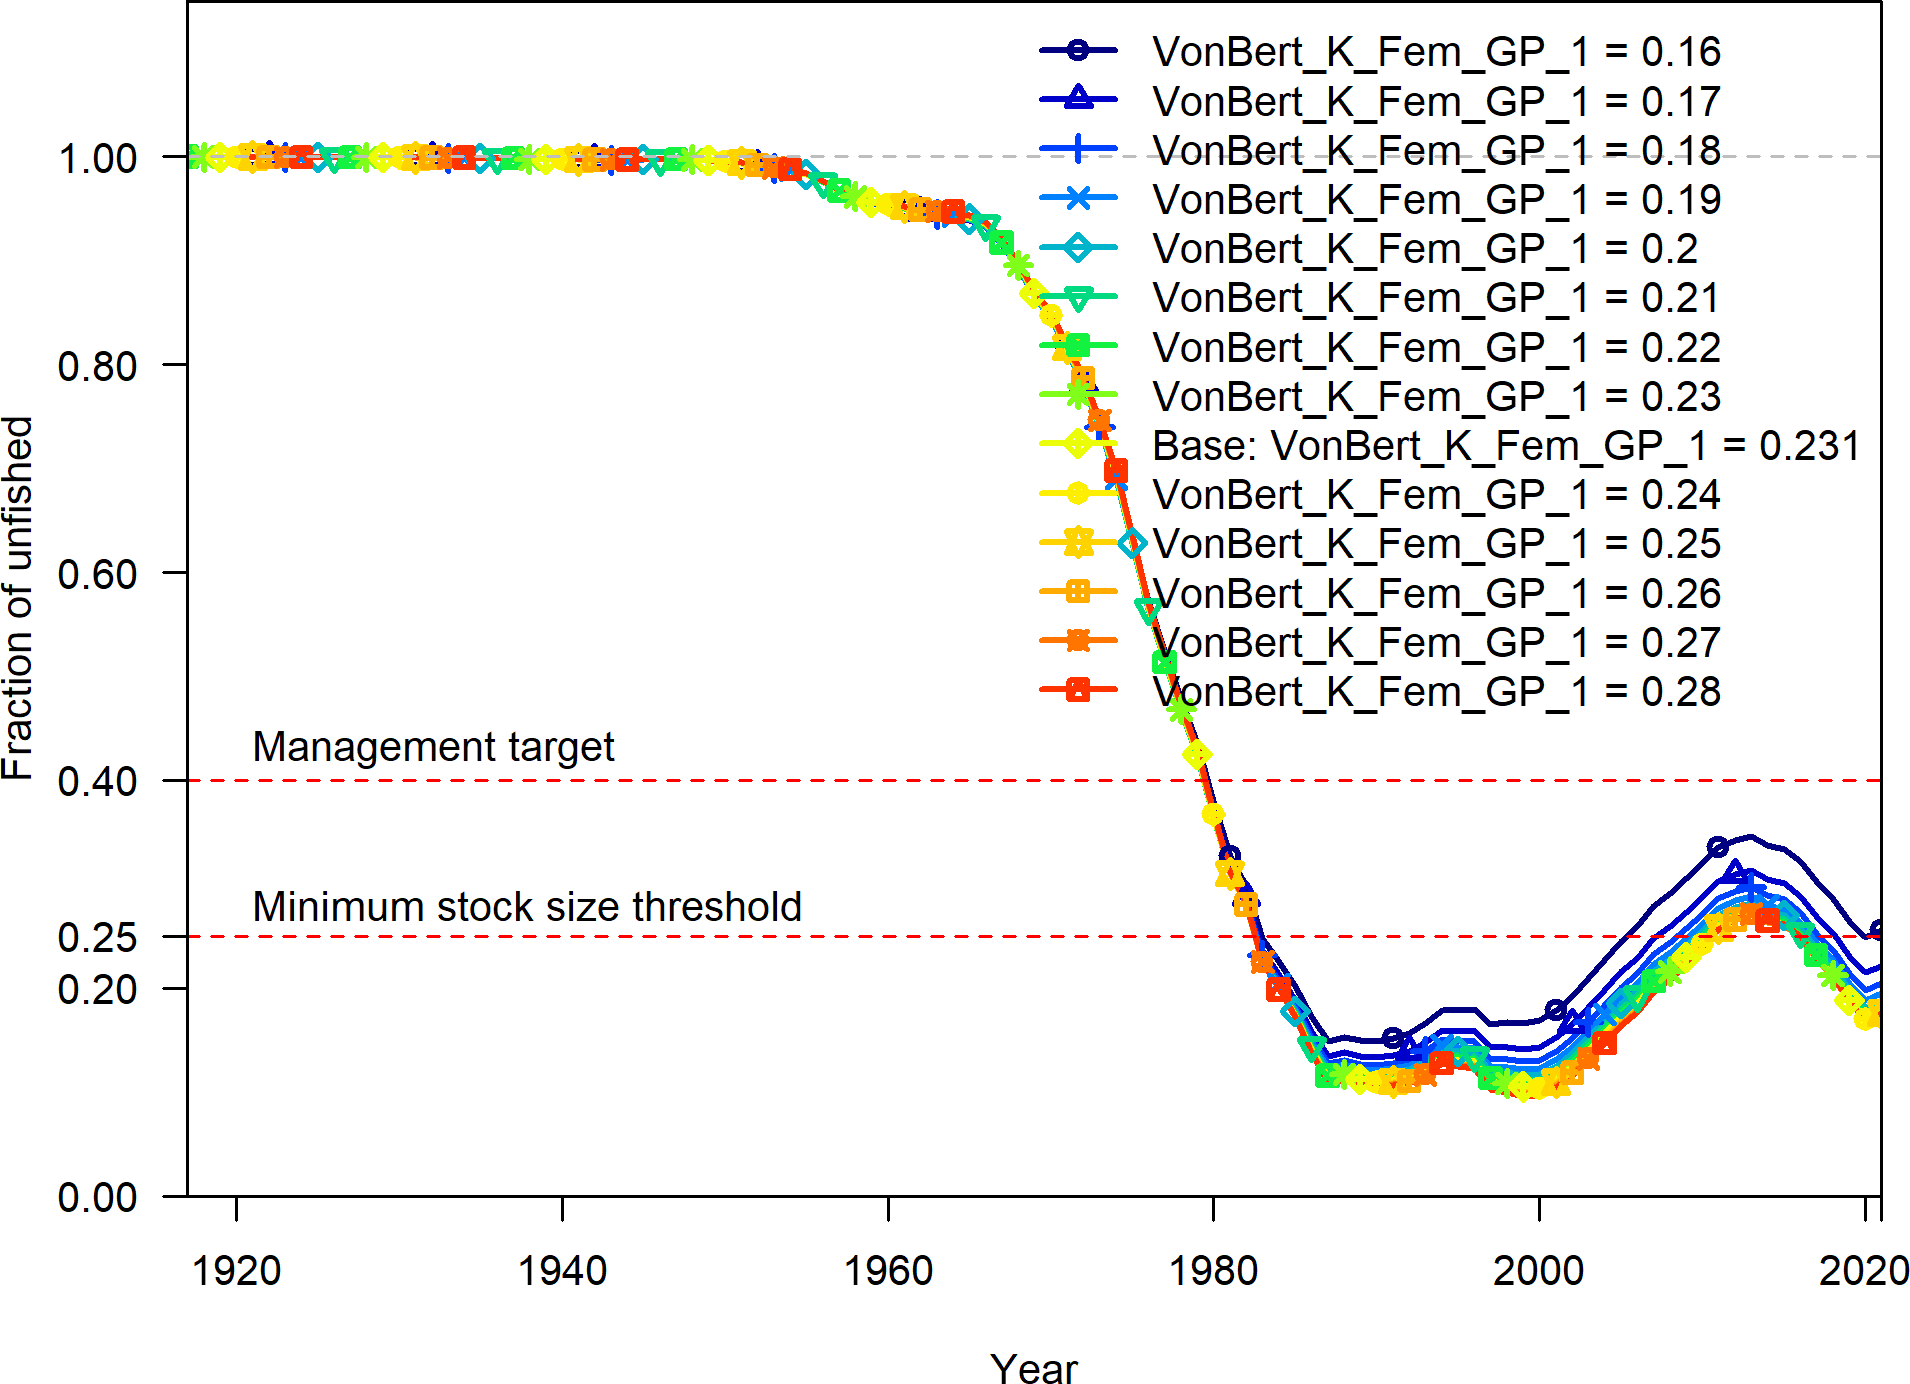 VonBert_K_Fem_GP_1 = 0.16
VonBert_K_Fem_GP_1 = 0.17
VonBert_K_Fem_GP_1 = 0.18
VonBert_K_Fem_GP_1 = 0.19
VonBert_K_Fem_GP_1 = 0.2
VonBert_K_Fem_GP_1 = 0.21
VonBert_K_Fem_GP_1 = 0.22
VonBert_K_Fem_GP_1 = 0.23
Base: VonBert_K_Fem_GP_1 = 0.231
VonBert_K_Fem_GP_1 = 0.24
VonBert_K_Fem_GP_1 = 0.25
VonBert_K_Fem_GP_1 = 0.26
VonBert_K_Fem_GP_1 = 0.27
VonBert_K_Fem_GP_1 = 0.28
1.00
0.80
0.60
0.40
0.25
0.20
0.00
Fraction of unfished
Management target
Minimum stock size threshold
1920 1940 1960 1980 2000 2020
Year